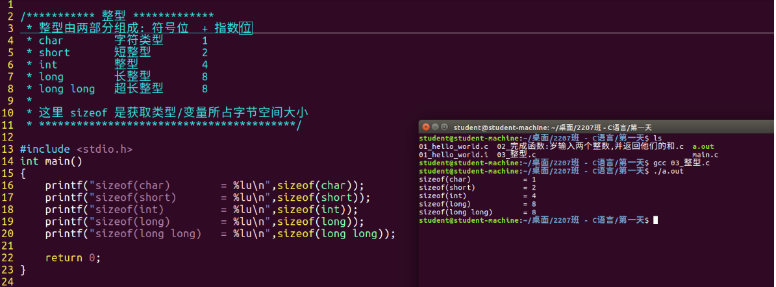 1
2 /*********** 整型 *************
3  * 整型由两部分组成: 符号位  + 指数位
4  * char        字符类型    1
5  * short       短整型      2
6  * int         整型        4
7  * long        长整型      8
8  * long long   超长整型    8
9  *
10  * 这里 sizeof 是获取类型/变量所占字节空间大小
11  * ****************************************/
12
13 #include <stdio.h>
14 int main()
15 {
16     printf("sizeof(char)        = %lu\n",sizeof(char));
17     printf("sizeof(short)       = %lu\n",sizeof(short));
18     printf("sizeof(int)         = %lu\n",sizeof(int));
19     printf("sizeof(long)        = %lu\n",sizeof(long));
20     printf("sizeof(long long)   = %lu\n",sizeof(long long));
21
22     return 0;
23 }
24
student@student-machine: ~/桌面/2207班 - C语言/第一天
student@student-machine:~/桌面/2207班 - C语言/第一天$ ls
01_hello_world.c  02_完成函数:岁输入两个整数,并返回他们的和.c  a.out
01_hello_world.i  03_整型.c  main.c
student@student-machine:~/桌面/2207班 - C语言/第一天$ gcc 03_整型.c
student@student-machine:~/桌面/2207班 - C语言/第一天$ ./a.out
sizeof(char)        = 1
sizeof(short)       = 2
sizeof(int)         = 4
sizeof(long)        = 8
sizeof(long long)   = 8
student@student-machine:~/桌面/2207班 - C语言/第一天$